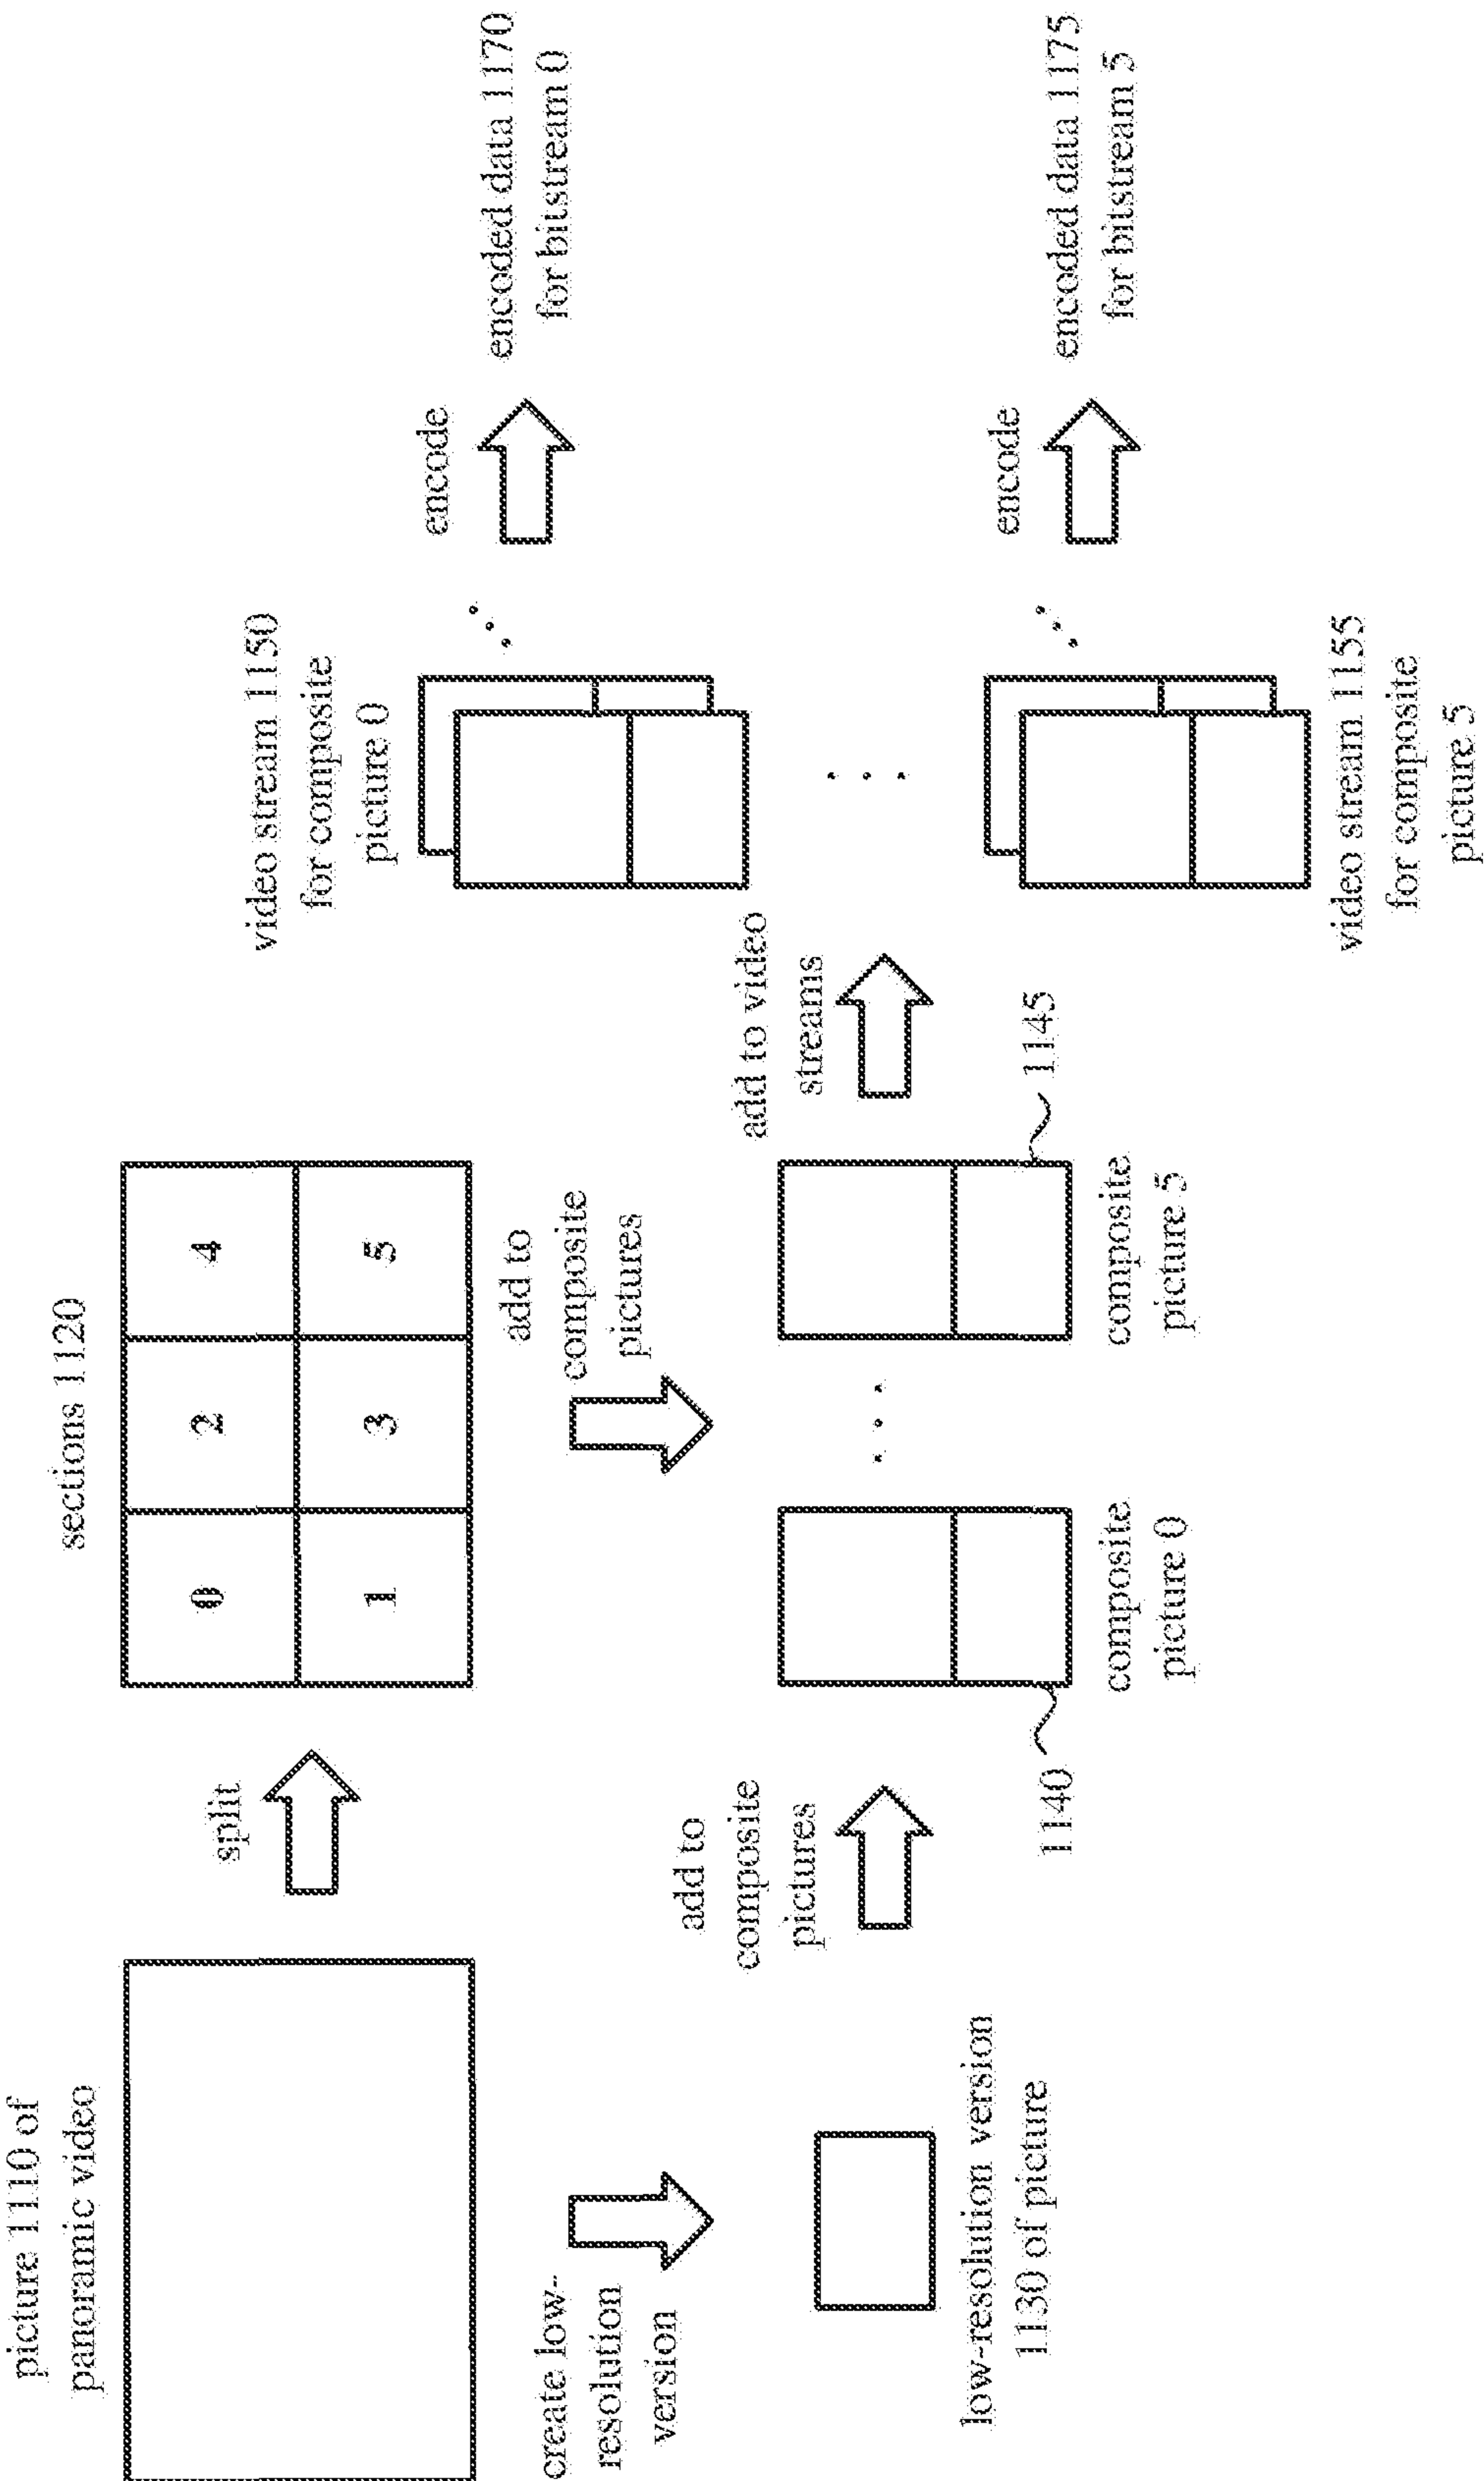 picture 1110 of
panoramic video
split
sections 1120
0
2
4
1
3
5
create low-
resolution
version
low-resolution version
1130 of picture
add to
composite
pictures
add to
composite
pictures
1140
composite
picture 0
composite
picture 5
1145
add to video
streams
video stream 1150
for composite
picture 0
video stream 1155
for composite
picture 5
encode
encoded data 1170
for bitstream 0
encode
encoded data 1175
for bitstream 5